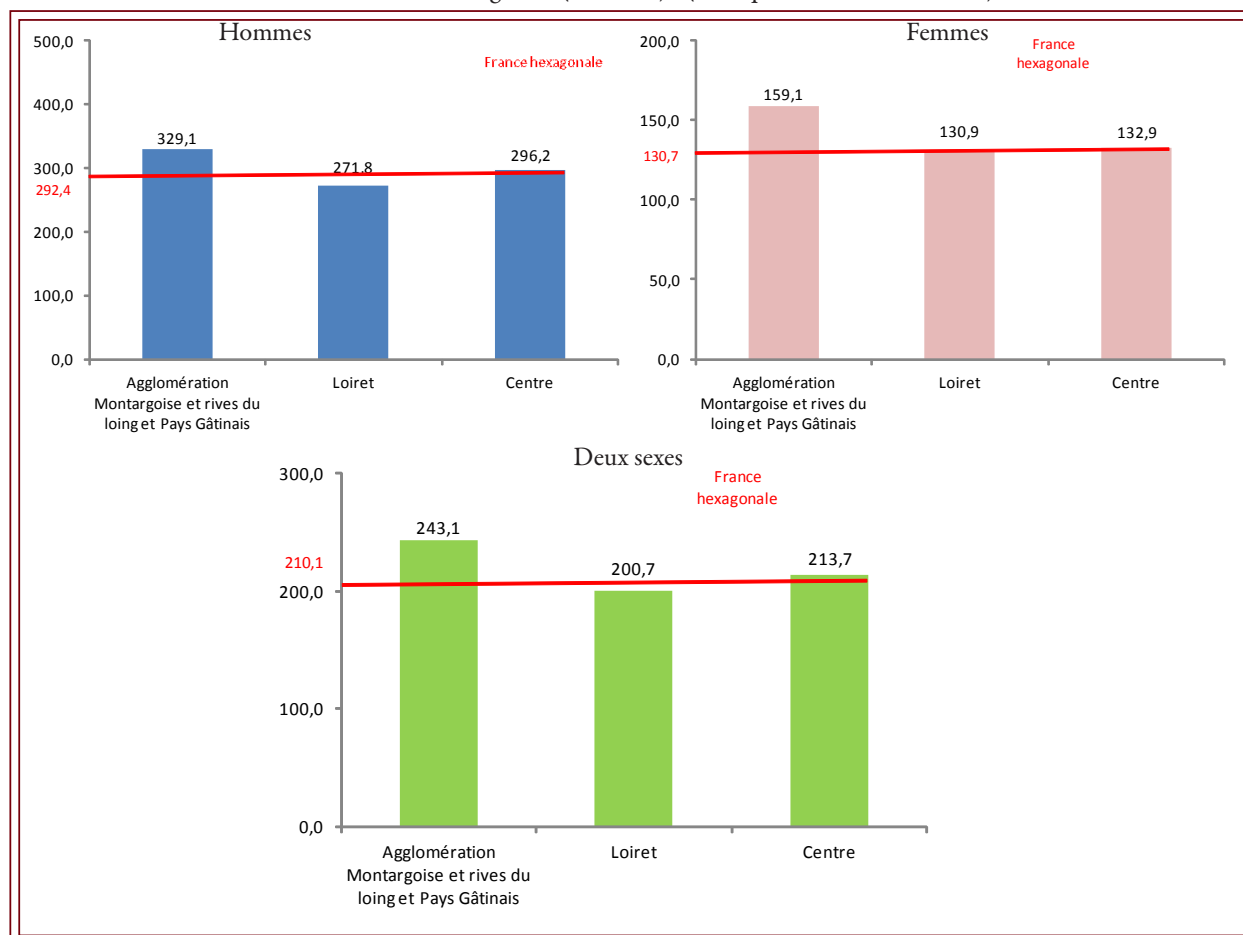 Hommes
France hexagonale
500,0
400,0
300,0
292,4
200,0
100,0
0,0
329,1
271,8
296,2
Agglomération
Montargoise et rives du
loing et Pays Gâtinais
Loiret
Centre
Femmes
France
hexagonale
200,0
150,0
130,7
100,0
50,0
0,0
159,1
130,9
132,9
Agglomération
Montargoise et rives du
loing et Pays Gâtinais
Loiret
Centre
Deux sexes
France
hexagonale
300,0
210,1
200,0
100,0
0,0
243,1
200,7
213,7
Agglomération
Montargoise et rives du
loing et Pays Gâtinais
Loiret
Centre